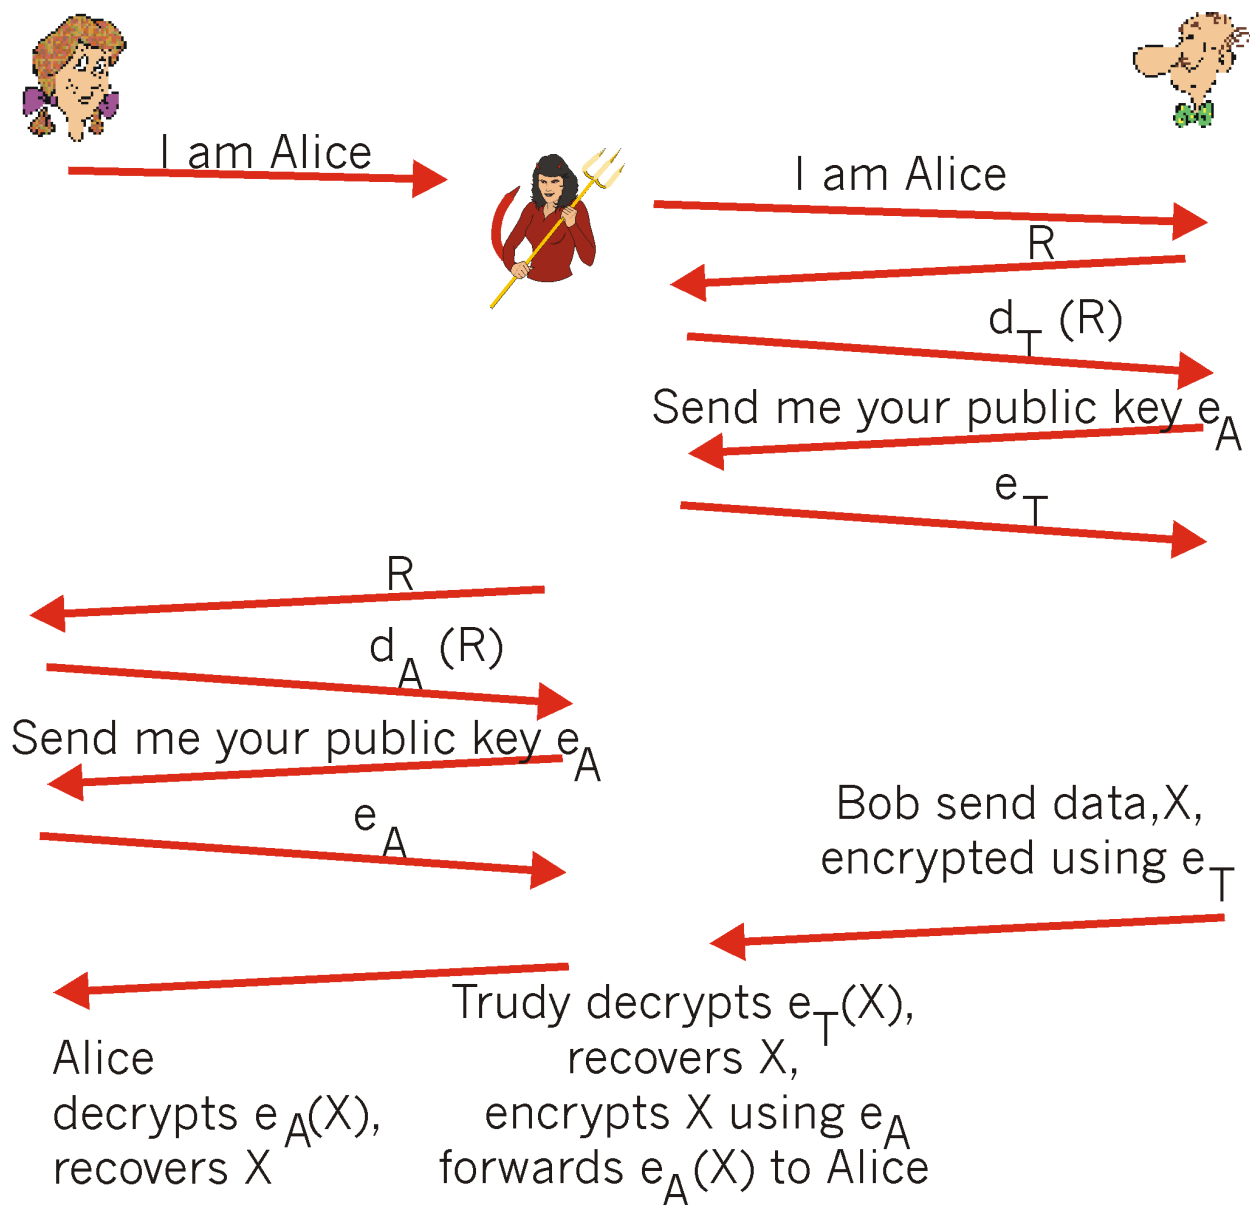 I am Alice
I am Alice
R
d_T (R)
Send me your public key e_A
e_T
R
d_A (R)
Send me your public key e_A
e_A
Bob send data,X,
encrypted using e_T
Trudy decrypts e_T(X),
recovers X,
encrypts X using e_A
forwards e_A(X) to Alice
Alice
decrypts e_A(X),
recovers X